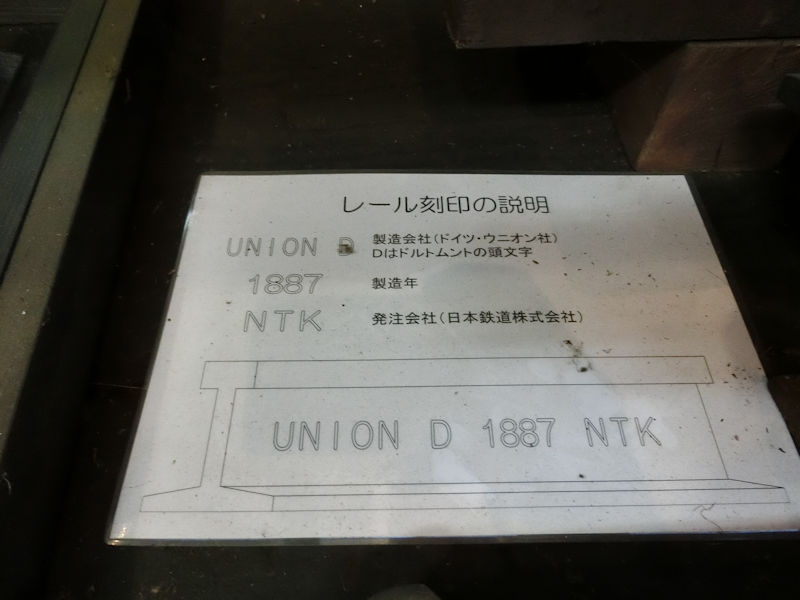 レール刻印の説明
UNION D 製造会社(ドイツ・ウニオン社)
Dはドルトムントの頭文字
1887 製造年
NTK 発注会社(日本鉄道株式会社)
UNION D 1887 NTK